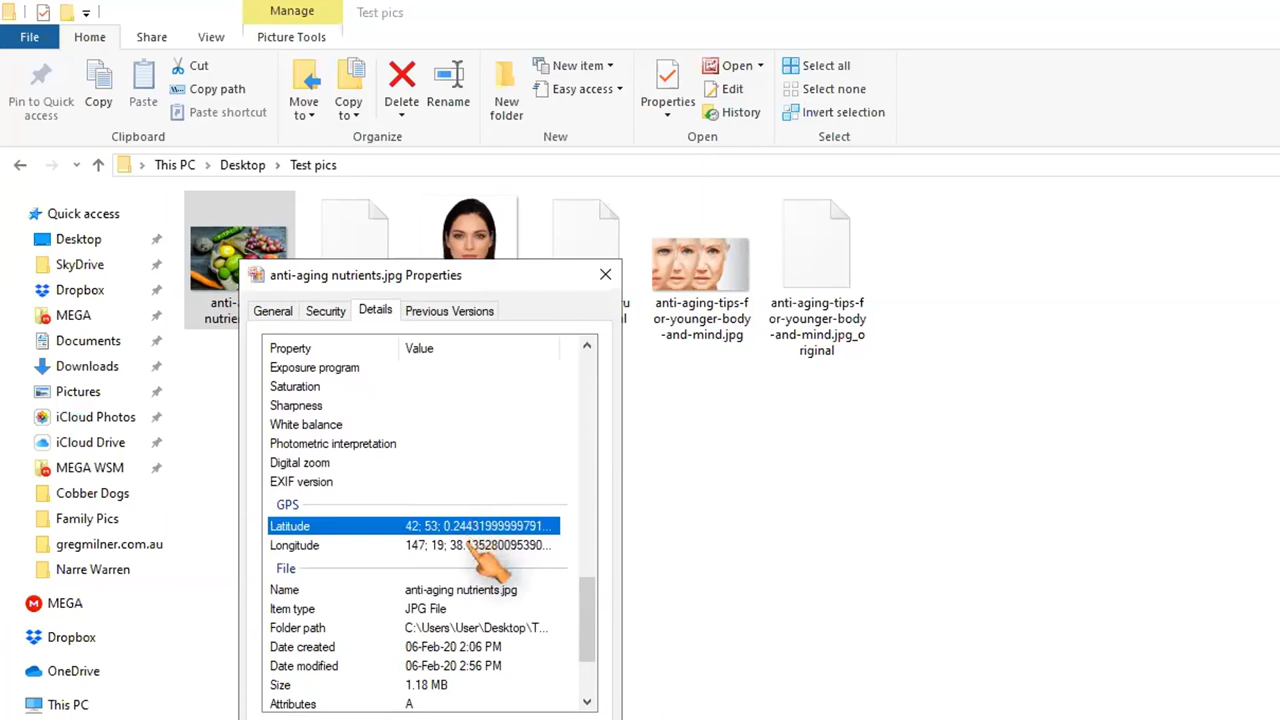 Manage
Test pics
File
Home
Share
View
Picture Tools
Pin to Quick
access
Copy
Paste
Cut
Copy path
Paste shortcut
Clipboard
Move
to
Copy
to
Delete
Rename
Organize
New
folder
New item
Easy access
New
Properties
Open
Edit
History
Open
Select all
Select none
Invert selection
Select
This PC
Desktop
Test pics
Quick access
Desktop
SkyDrive
Dropbox
MEGA
Documents
Downloads
Pictures
iCloud Photos
iCloud Drive
MEGA WSM
Cobber Dogs
Family Pics
gregmilner.com.au
Narre Warren
MEGA
Dropbox
OneDrive
This PC
anti-aging-tips-f
or-younger-body
-and-mind.jpg
anti-aging-tips-f
or-younger-body
-and-mind.jpg_o
riginal
anti-aging nutrients.jpg Properties
General
Security
Details
Previous Versions
Property
Value
Exposure program
Saturation
Sharpness
White balance
Photometric interpretation
Digital zoom
EXIF version
GPS
Latitude
42; 53; 0.24431999999791...
Longitude
147; 19;
File
Name
anti-aging nutrients.jpg
Item type
JPG File
Folder path
C:\Users\User\Desktop\T...
Date created
06-Feb-20 2:06 PM
Date modified
06-Feb-20 2:56 PM
Size
1.18 MB
Attributes
A